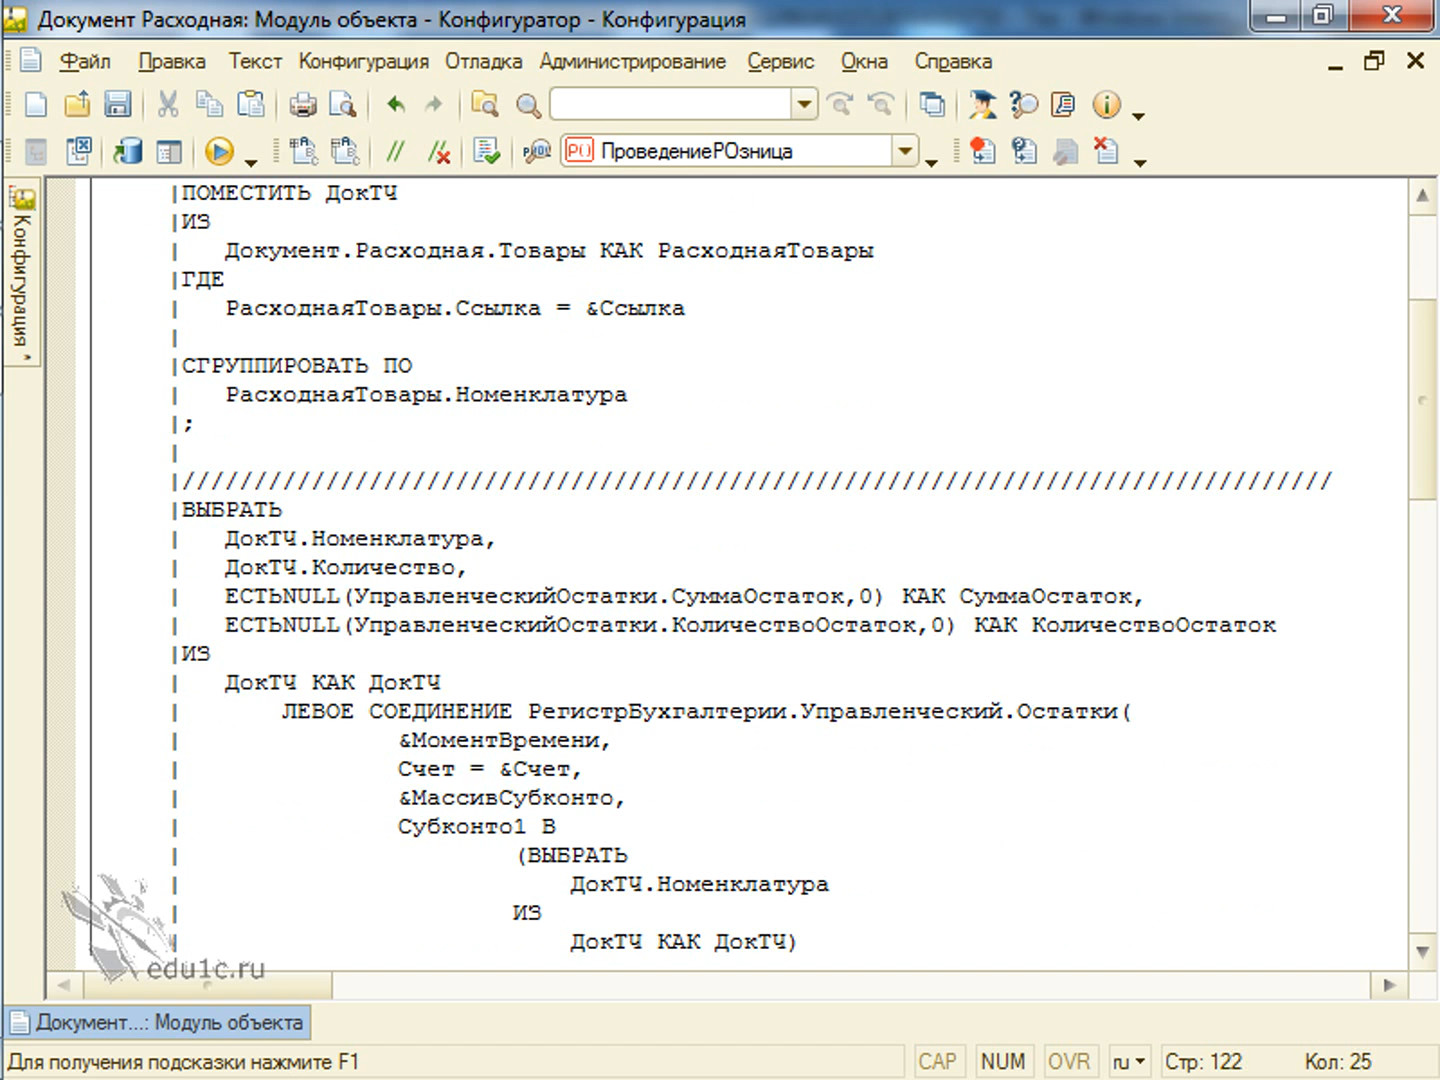 Документ Расходная: Модуль объекта - Конфигуратор - Конфигурация
Файл Правка Текст Конфигурация Отладка Администрирование Сервис Окна Справка
P() ПроведениеРОзница
Конфигурация *
|ПОМЕСТИТЬ ДокТЧ
|ИЗ
| Документ.Расходная.Товары КАК РасходнаяТовары
|ГДЕ
| РасходнаяТовары.Ссылка = &Ссылка
|
|СГРУППИРОВАТЬ ПО
| РасходнаяТовары.Номенклатура
|;
|
|////////////////////////////////////////////////////////////////////////////////
|ВЫБРАТЬ
| ДокТЧ.Номенклатура,
| ДокТЧ.Количество,
| ЕСТЬNULL(УправленческийОстатки.СуммаОстаток,0) КАК СуммаОстаток,
| ЕСТЬNULL(УправленческийОстатки.КоличествоОстаток,0) КАК КоличествоОстаток
|ИЗ
| ДокТЧ КАК ДокТЧ
| ЛЕВОЕ СОЕДИНЕНИЕ РегистрБухгалтерии.Управленческий.Остатки(
| &МоментВремени,
| Счет = &Счет,
| &МассивСубконто,
| Субконто1 В
| (ВЫБРАТЬ
| ДокТЧ.Номенклатура
| ИЗ
| ДокТЧ КАК ДокТЧ)
edu1c.ru
Документ...: Модуль объекта
Для получения подсказки нажмите F1 CAP NUM OVR ru Стр: 122 Кол: 25